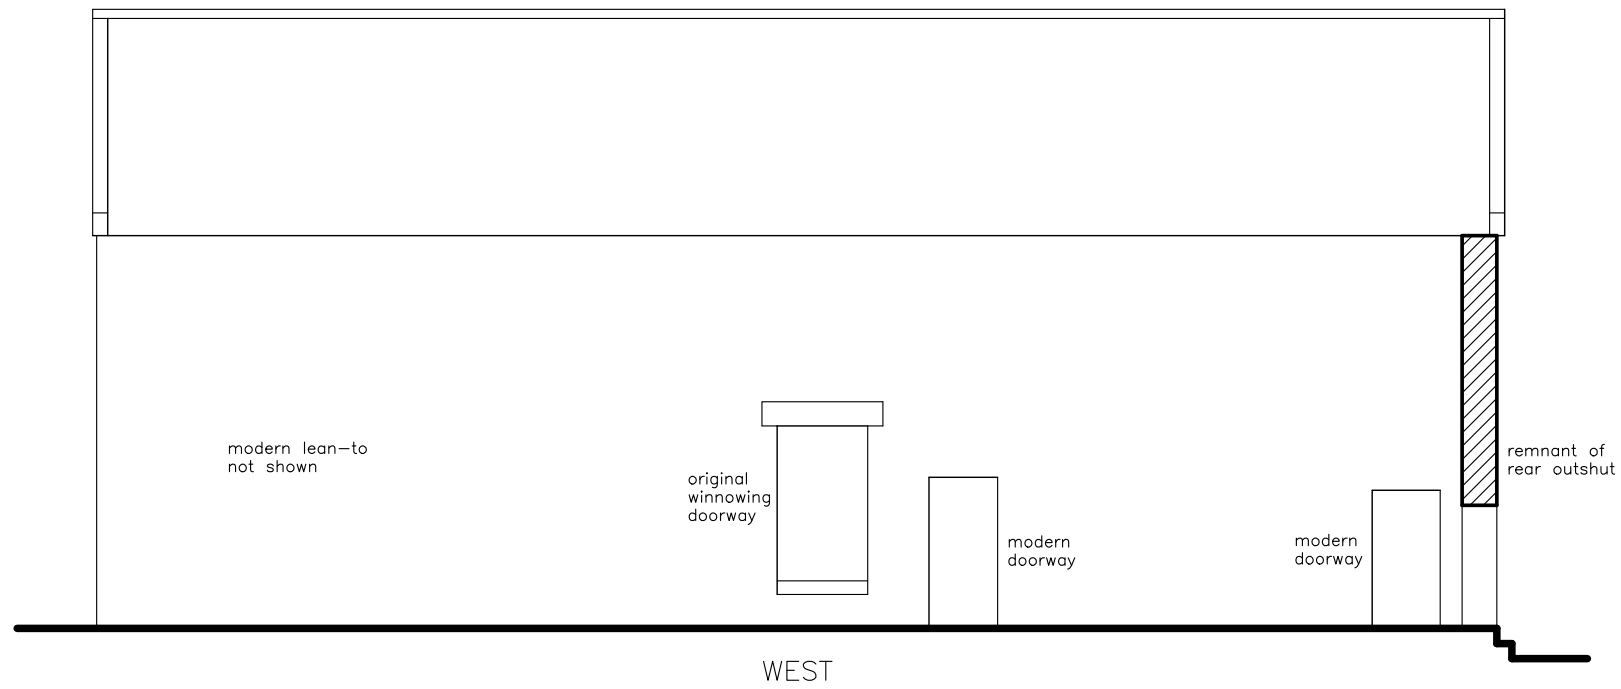 modern lean-to
not shown
original
winnowing
doorway
modern
doorway
modern
doorway
remnant of
rear outshut
WEST